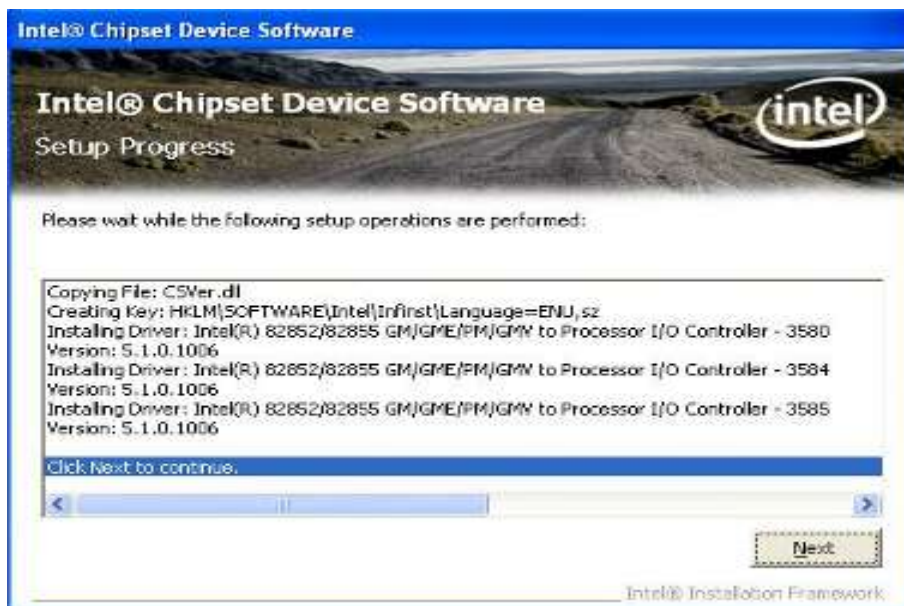 Intel® Chipset Device Software
Intel® Chipset Device Software
intel
Setup Progress
Please wait while the following setup operations are performed:
Copying File: CSVer.dll
Creating Key: HKLM\SOFTWARE\Intel\Infinst\Language=ENU,sz
Installing Driver: Intel(R) 82852/82855 GM/GME/PM/GMV to Processor I/O Controller - 3580
Version: 5.1.0.1006
Installing Driver: Intel(R) 82852/82855 GM/GME/PM/GMV to Processor I/O Controller - 3584
Version: 5.1.0.1006
Installing Driver: Intel(R) 82852/82855 GM/GME/PM/GMV to Processor I/O Controller - 3585
Version: 5.1.0.1006
Click Next to continue.
Next
Intel® Installation Framework